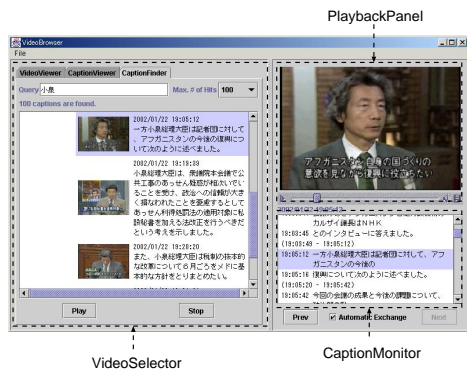 PlaybackPanel
VideoBrowser
File
VideoViewer CaptionViewer CaptionFinder
Query 小泉 Max. # of Hits 100
100 captions are found.
2002/01/22 19:05:12
一方小泉総理大臣は記者団に対して
、アフガニスタンの今後の復興につ
いて次のように述べました。
2002/01/22 19:19:39
小泉総理大臣は、衆議院本会議で公
共工事のあっせん疑惑が相次いでい
ることを受け、政治への信頼が大き
く損なわれたことを憂慮するとして
あっせん利得処罰法の適用対象に私
設秘書を加える法改正を行うべきだ
という考えを示しました。
2002/01/22 19:20:20
また、小泉総理大臣は税制の抜本的
な改革について６月ごろをメドに基
本的な方針をとりまとめたい。
Play Stop
アフガニスタン自身の国づくりの
意欲を見ながら復興に役立ちたい
カルザイ議長はＮＨＫ
19:03:45 とのインタビューに答えました。
(19:03:49 - 19:05:12)
19:05:12 一方小泉総理大臣は記者団に対して、アフ
ガニスタンの今後の
19:05:16 復興について次のように述べました。
(19:05:20 - 19:05:42)
19:05:42 今回の会議の成果と今後の課題について、
Prev Automatic Exchange Next
VideoSelector
CaptionMonitor